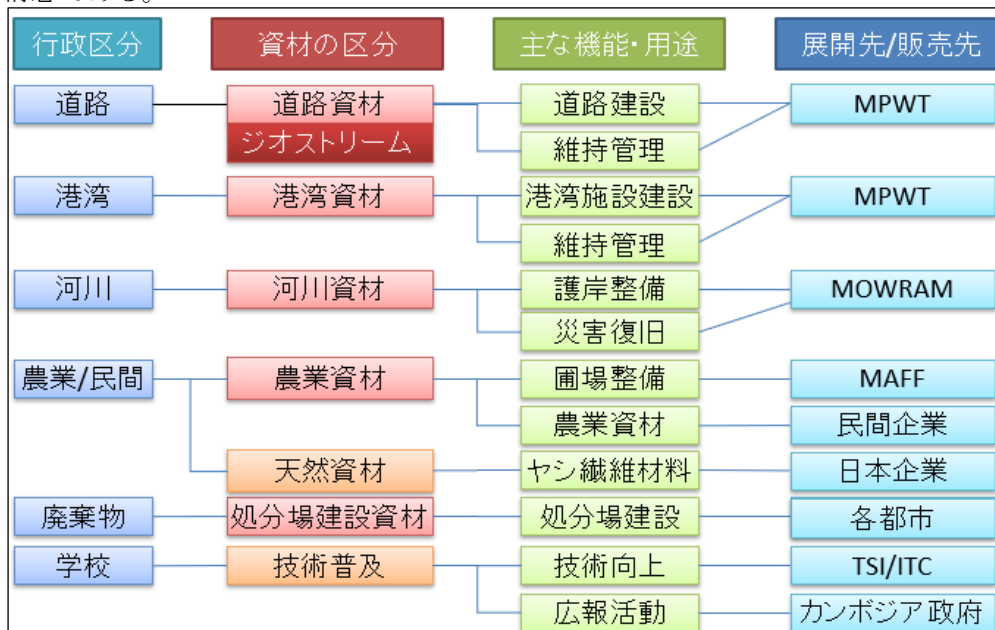 行政区分 資材の区分 主な機能・用途 展開先/販売先
道路 道路資材 道路建設 MPWT
ジオストリーム 維持管理
港湾 港湾資材 港湾施設建設 MPWT
維持管理
河川 河川資材 護岸整備 MOWRAM
災害復旧
農業/民間 農業資材 圃場整備 MAFF
農業資材 民間企業
天然資材 ヤシ繊維材料 日本企業
廃棄物 処分場建設資材 処分場建設 各都市
学校 技術普及 技術向上 TSI/ITC
広報活動 カンボジア政府